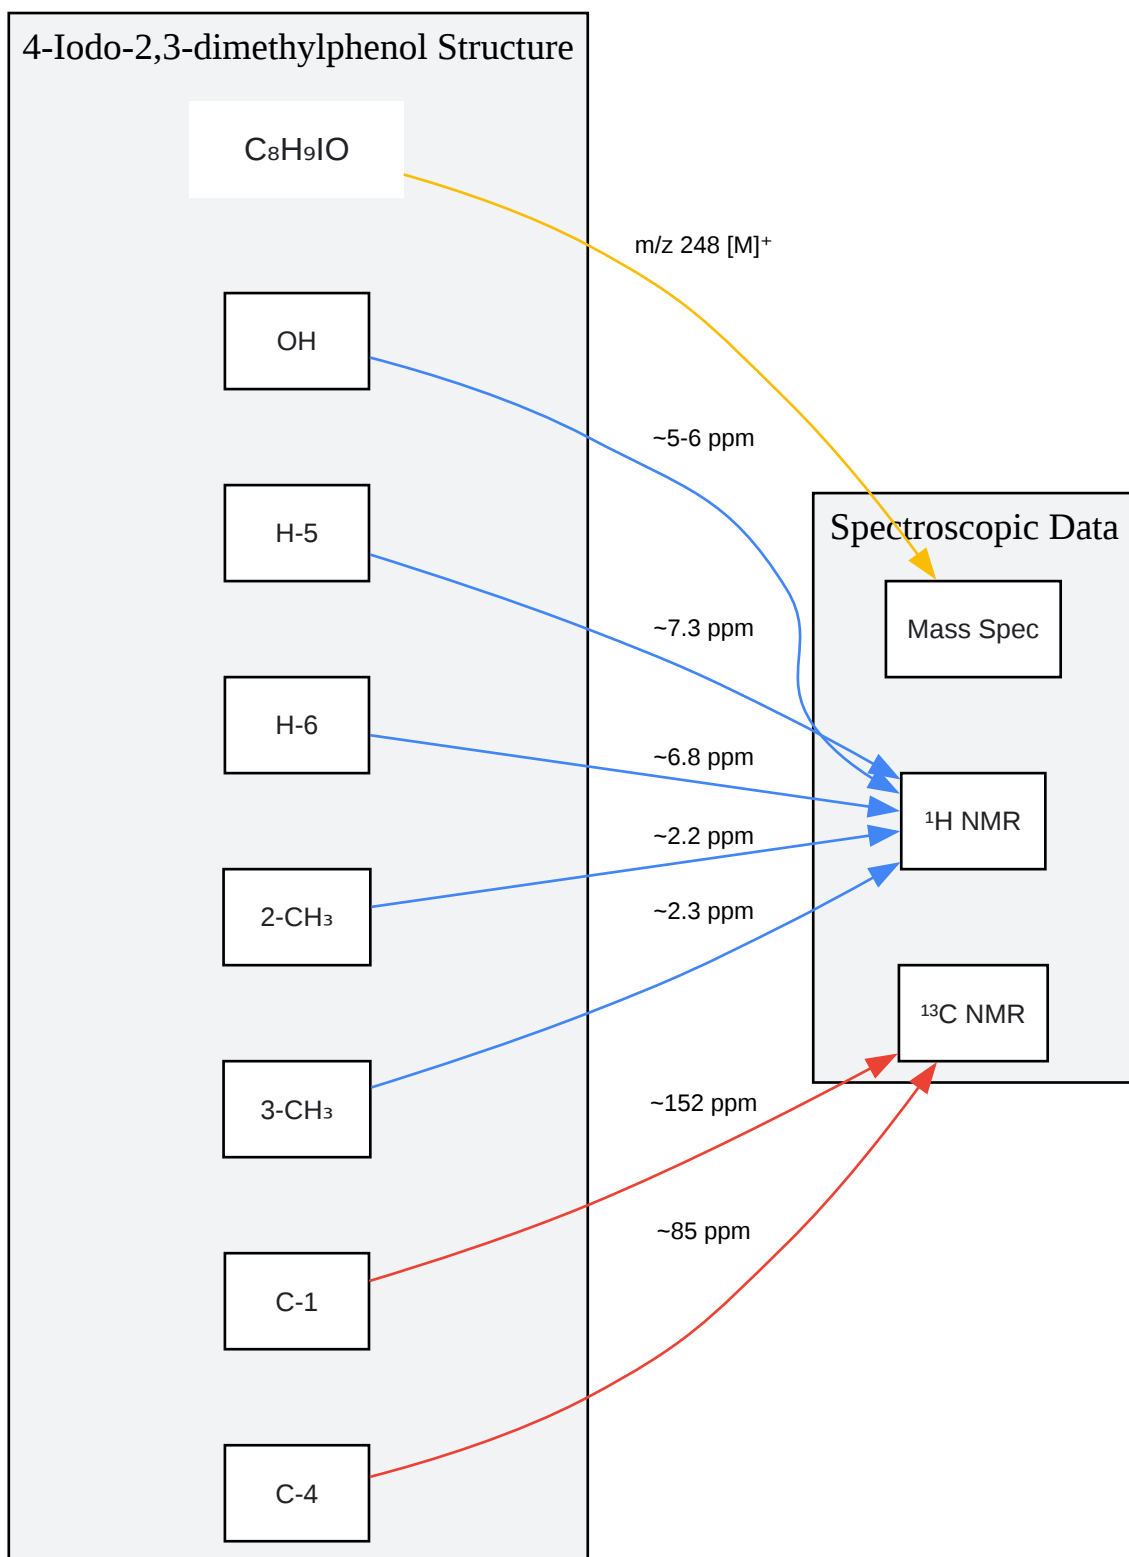 4-Iodo-2,3-dimethylphenol Structure
C₈H₉IO
m/z 248 [M]⁺
OH
~5-6 ppm
H-5
Spectroscopic Data
~7.3 ppm
Mass Spec
H-6
~6.8 ppm
¹H NMR
~2.2 ppm
2-CH₃
~2.3 ppm
¹³C NMR
3-CH₃
~152 ppm
~85 ppm
C-1
C-4